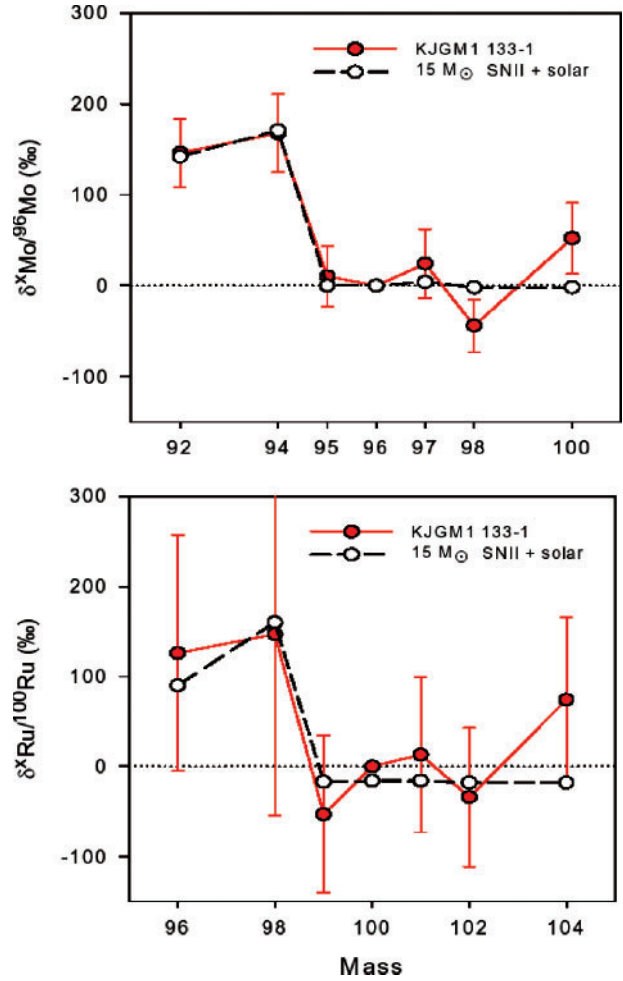 300
200
100
0
-100
δˣMo/⁹⁶Mo (‰)
KJGM1 133-1
15 M☉ SNII + solar
92 94 95 96 97 98 100
300
200
100
0
-100
δˣRu/¹⁰⁰Ru (‰)
KJGM1 133-1
15 M☉ SNII + solar
96 98 100 102 104
Mass